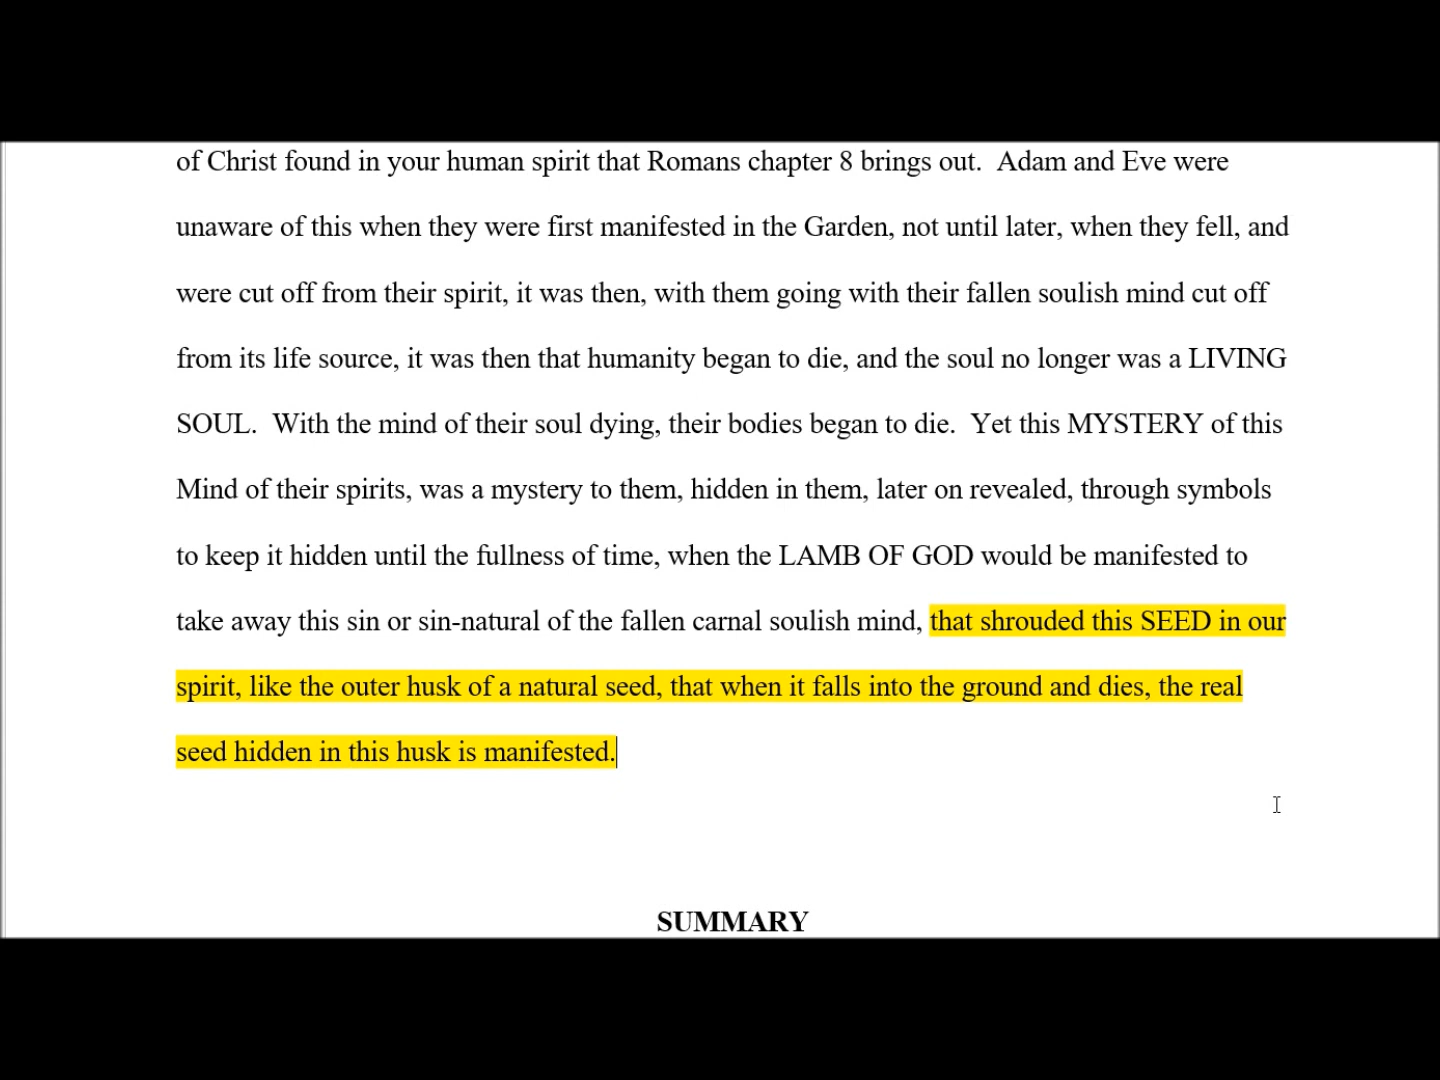 of Christ found in your human spirit that Romans chapter 8 brings out.  Adam and Eve were
unaware of this when they were first manifested in the Garden, not until later, when they fell, and
were cut off from their spirit, it was then, with them going with their fallen soulish mind cut off
from its life source, it was then that humanity began to die, and the soul no longer was a LIVING
SOUL.  With the mind of their soul dying, their bodies began to die.  Yet this MYSTERY of this
Mind of their spirits, was a mystery to them, hidden in them, later on revealed, through symbols
to keep it hidden until the fullness of time, when the LAMB OF GOD would be manifested to
take away this sin or sin-natural of the fallen carnal soulish mind, that shrouded this SEED in our
spirit, like the outer husk of a natural seed, that when it falls into the ground and dies, the real
seed hidden in this husk is manifested.
SUMMARY